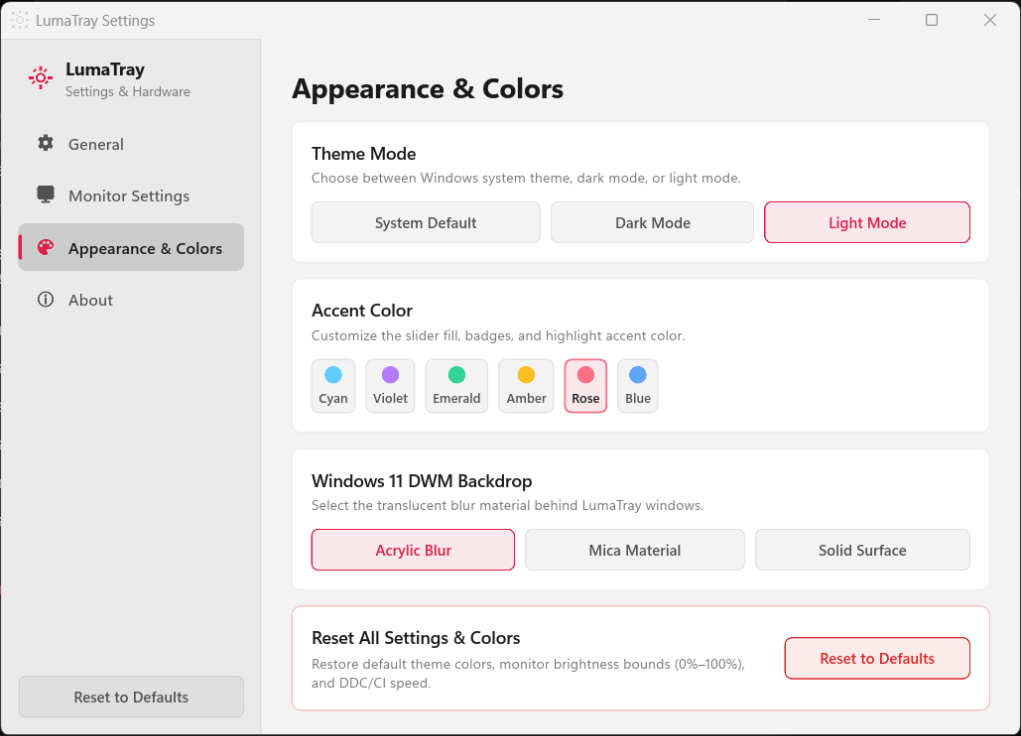 LumaTray Settings
LumaTray
Settings & Hardware
General
Monitor Settings
Appearance & Colors
About
Reset to Defaults
Appearance & Colors
Theme Mode
Choose between Windows system theme, dark mode, or light mode.
System Default
Dark Mode
Light Mode
Accent Color
Customize the slider fill, badges, and highlight accent color.
Cyan
Violet
Emerald
Amber
Rose
Blue
Windows 11 DWM Backdrop
Select the translucent blur material behind LumaTray windows.
Acrylic Blur
Mica Material
Solid Surface
Reset All Settings & Colors
Restore default theme colors, monitor brightness bounds (0%–100%),
and DDC/CI speed.
Reset to Defaults